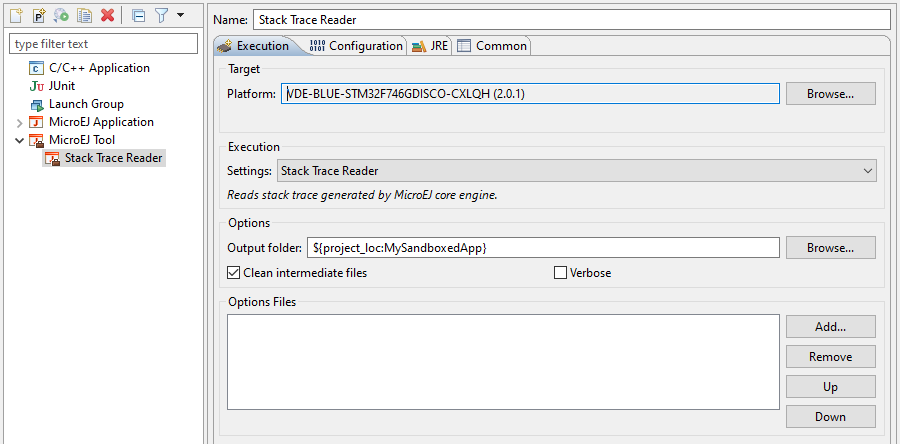 type filter text
C/C++ Application
JUnit
Launch Group
MicroEJ Application
MicroEJ Tool
Stack Trace Reader
Name: Stack Trace Reader
Execution
Configuration
JRE
Common
Target
Platform: VDE-BLUE-STM32F746GDISCO-CXLQH (2.0.1)
Browse...
Execution
Settings: Stack Trace Reader
Reads stack trace generated by MicroEJ core engine.
Options
Output folder: ${project_loc:MySandboxedApp}
Browse...
Clean intermediate files
Verbose
Options Files
Add...
Remove
Up
Down